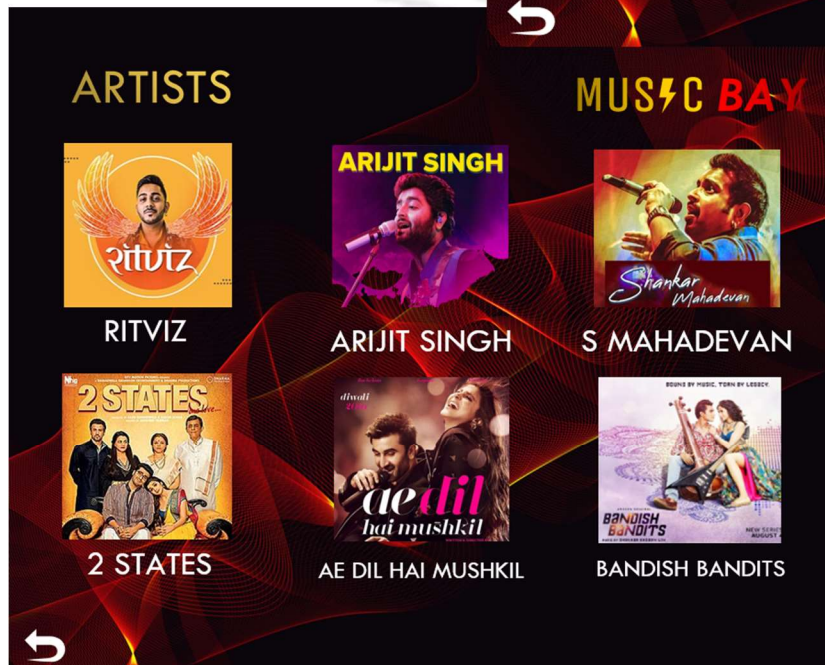 ARTISTS
MUSIC BAY
ritviz
ARIJIT SINGH
Shankar
Mahadevan
RITVIZ
ARIJIT SINGH
S MAHADEVAN
2 STATES
diwali
ae dil
hai mushkil
BOUND BY MUSIC. TORN BY LEGACY.
BANDISH
BANDITS
NEW SERIES
AUGUST 4
2 STATES
AE DIL HAI MUSHKIL
BANDISH BANDITS